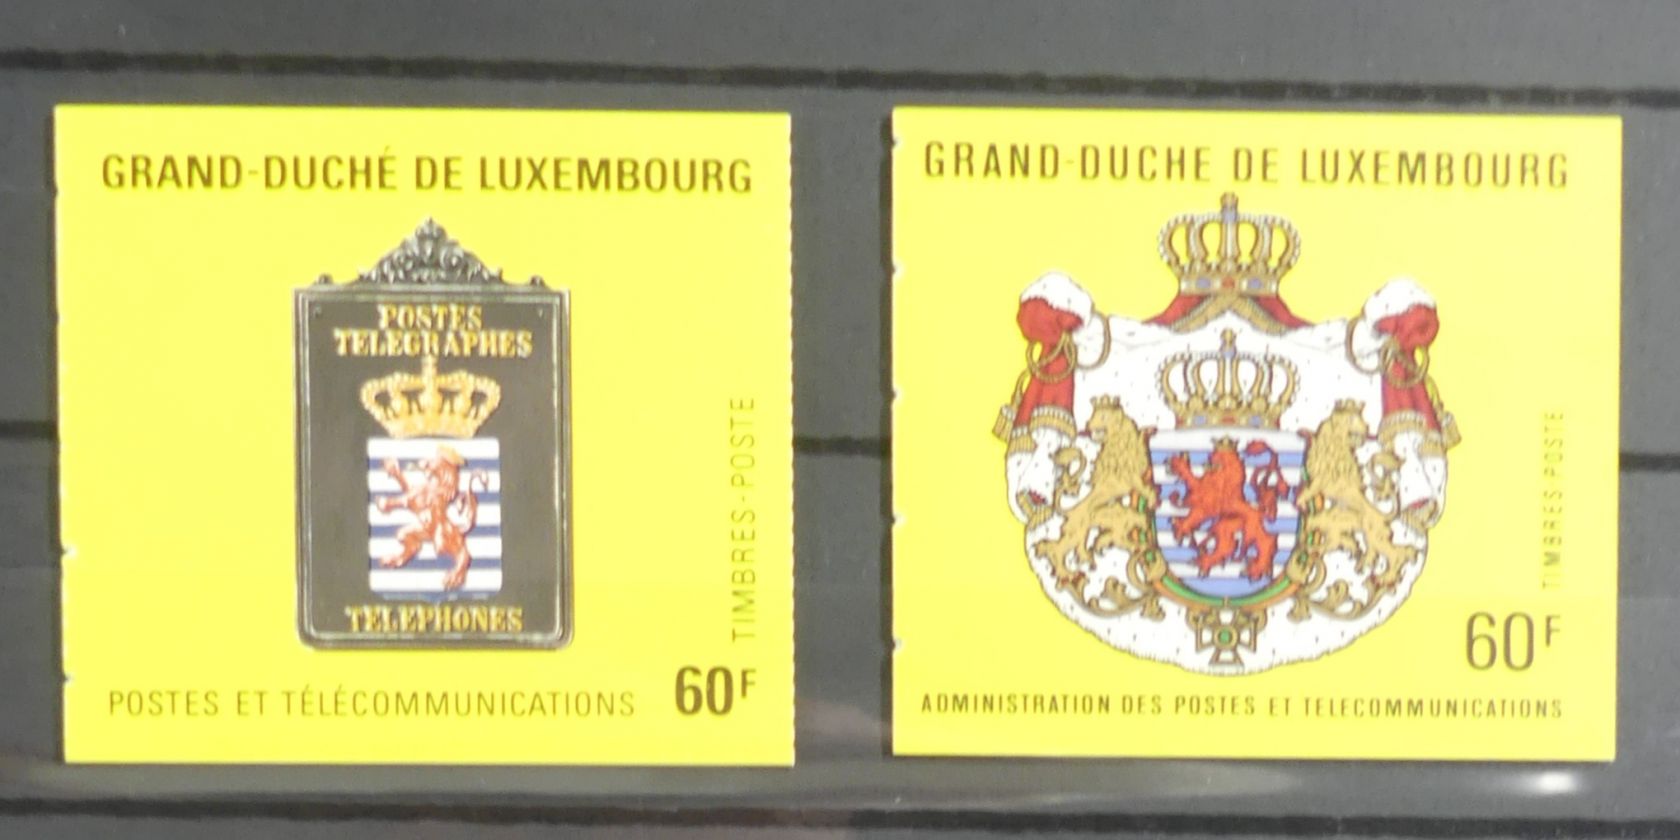 GRAND-DUCHÉ DE LUXEMBOURG
POSTES
TELEGRAPHES
TELEPHONES
TIMBRES-POSTE
60F
POSTES ET TÉLÉCOMMUNICATIONS
GRAND-DUCHE DE LUXEMBOURG
TIMBRES-POSTE
60F
ADMINISTRATION DES POSTES ET TELECOMMUNICATIONS